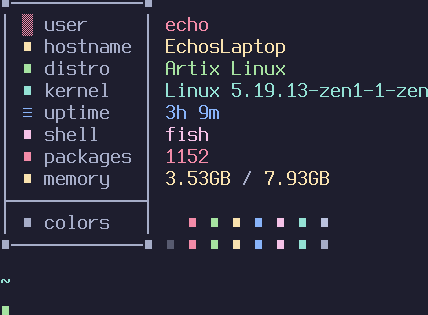 user echo
hostname EchosLaptop
distro Artix Linux
kernel Linux 5.19.13-zen1-1-zen
uptime 3h 9m
shell fish
packages 1152
memory 3.53GB / 7.93GB
colors
~